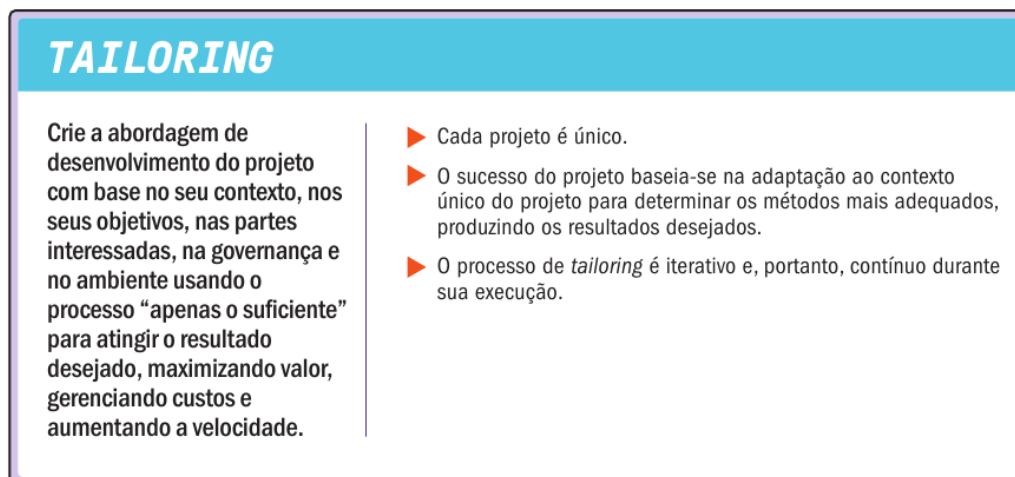 TAILORING
Crie a abordagem de
desenvolvimento do projeto
com base no seu contexto, nos
seus objetivos, nas partes
interessadas, na governança e
no ambiente usando o
processo “apenas o suficiente”
para atingir o resultado
desejado, maximizando valor,
gerenciando custos e
aumentando a velocidade.
Cada projeto é único.
O sucesso do projeto baseia-se na adaptação ao contexto
único do projeto para determinar os métodos mais adequados,
produzindo os resultados desejados.
O processo de tailoring é iterativo e, portanto, contínuo durante
sua execução.